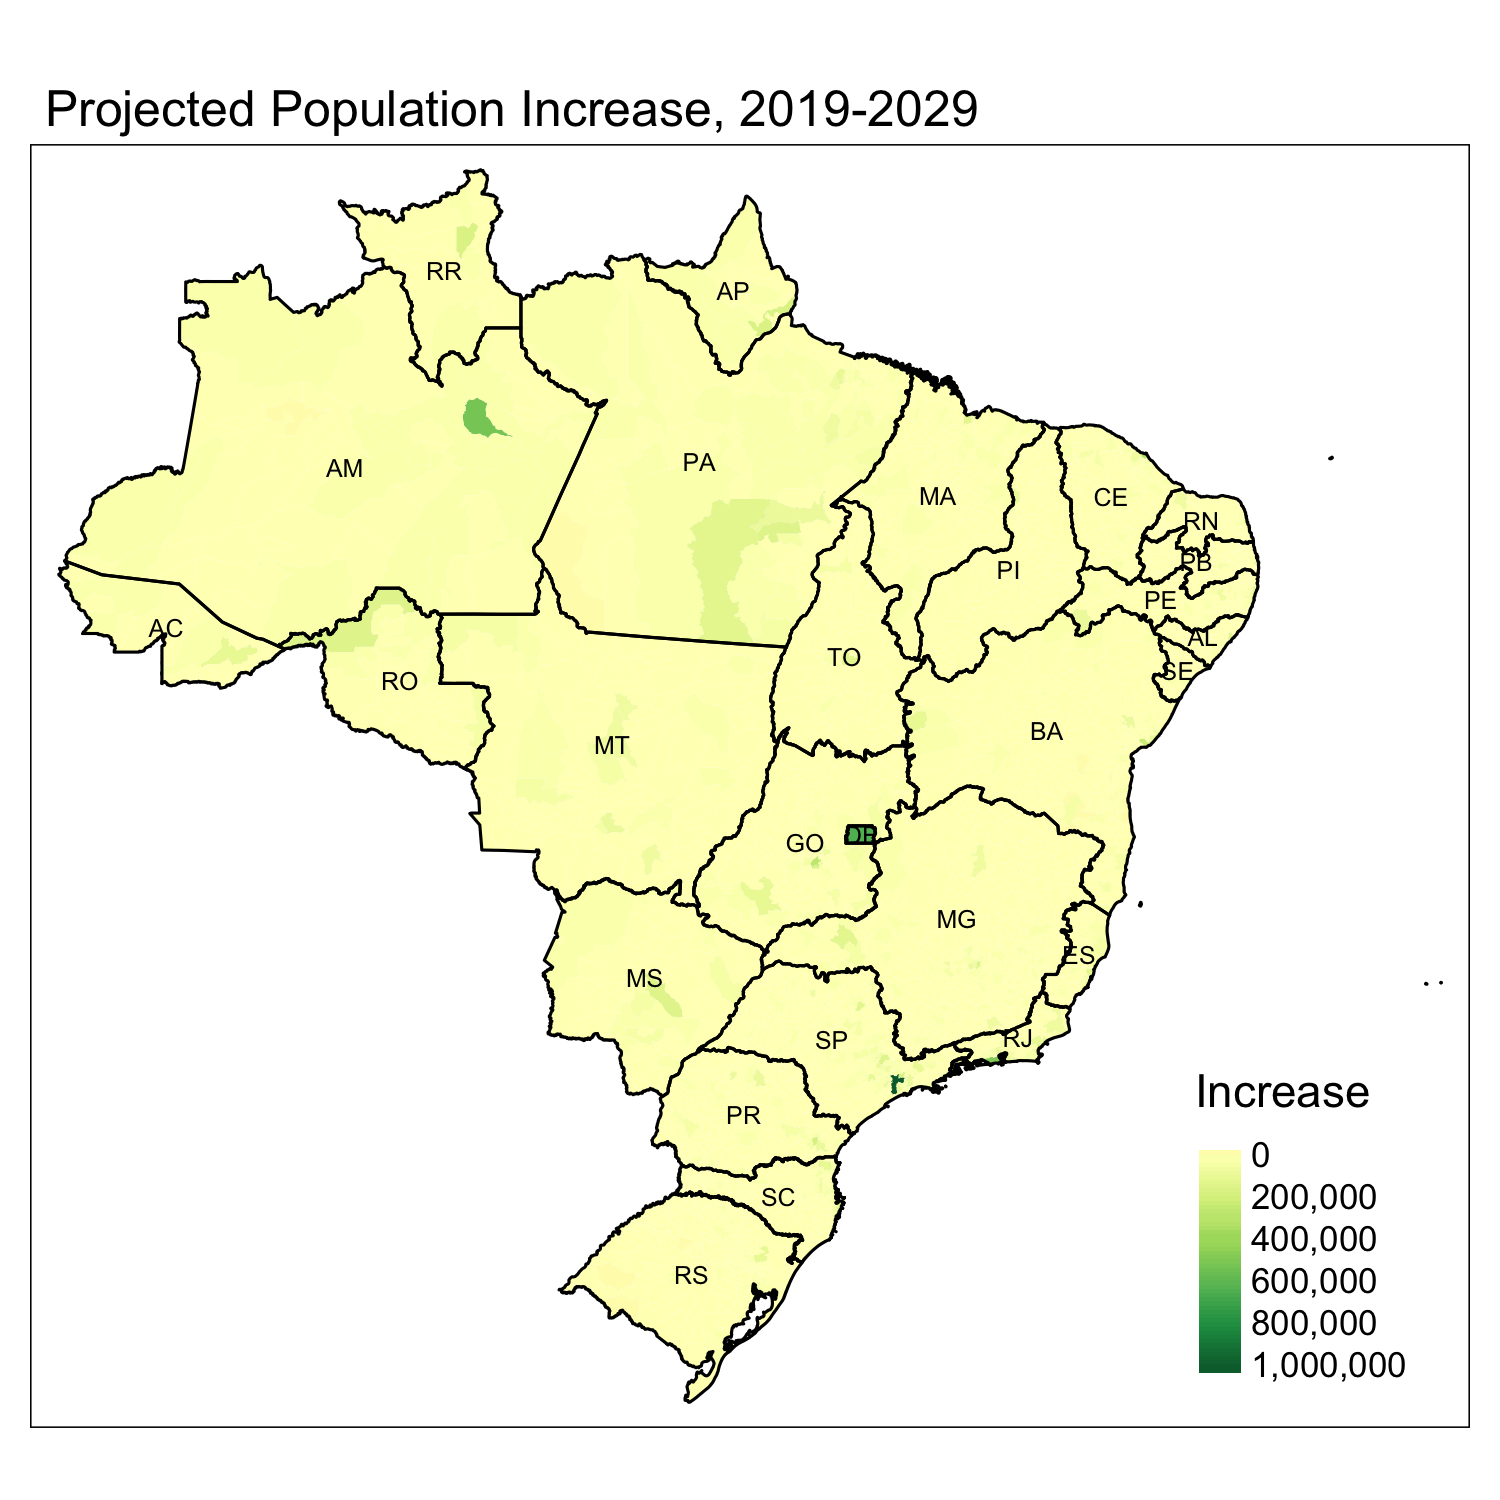 Projected Population Increase, 2019-2029
RR
AP
AM
PA
MA
CE
RN
PB
PI
PE
AC
AL
TO
SE
RO
BA
MT
DF
GO
MG
ES
MS
RJ
SP
PR
SC
RS
Increase
0
200,000
400,000
600,000
800,000
1,000,000